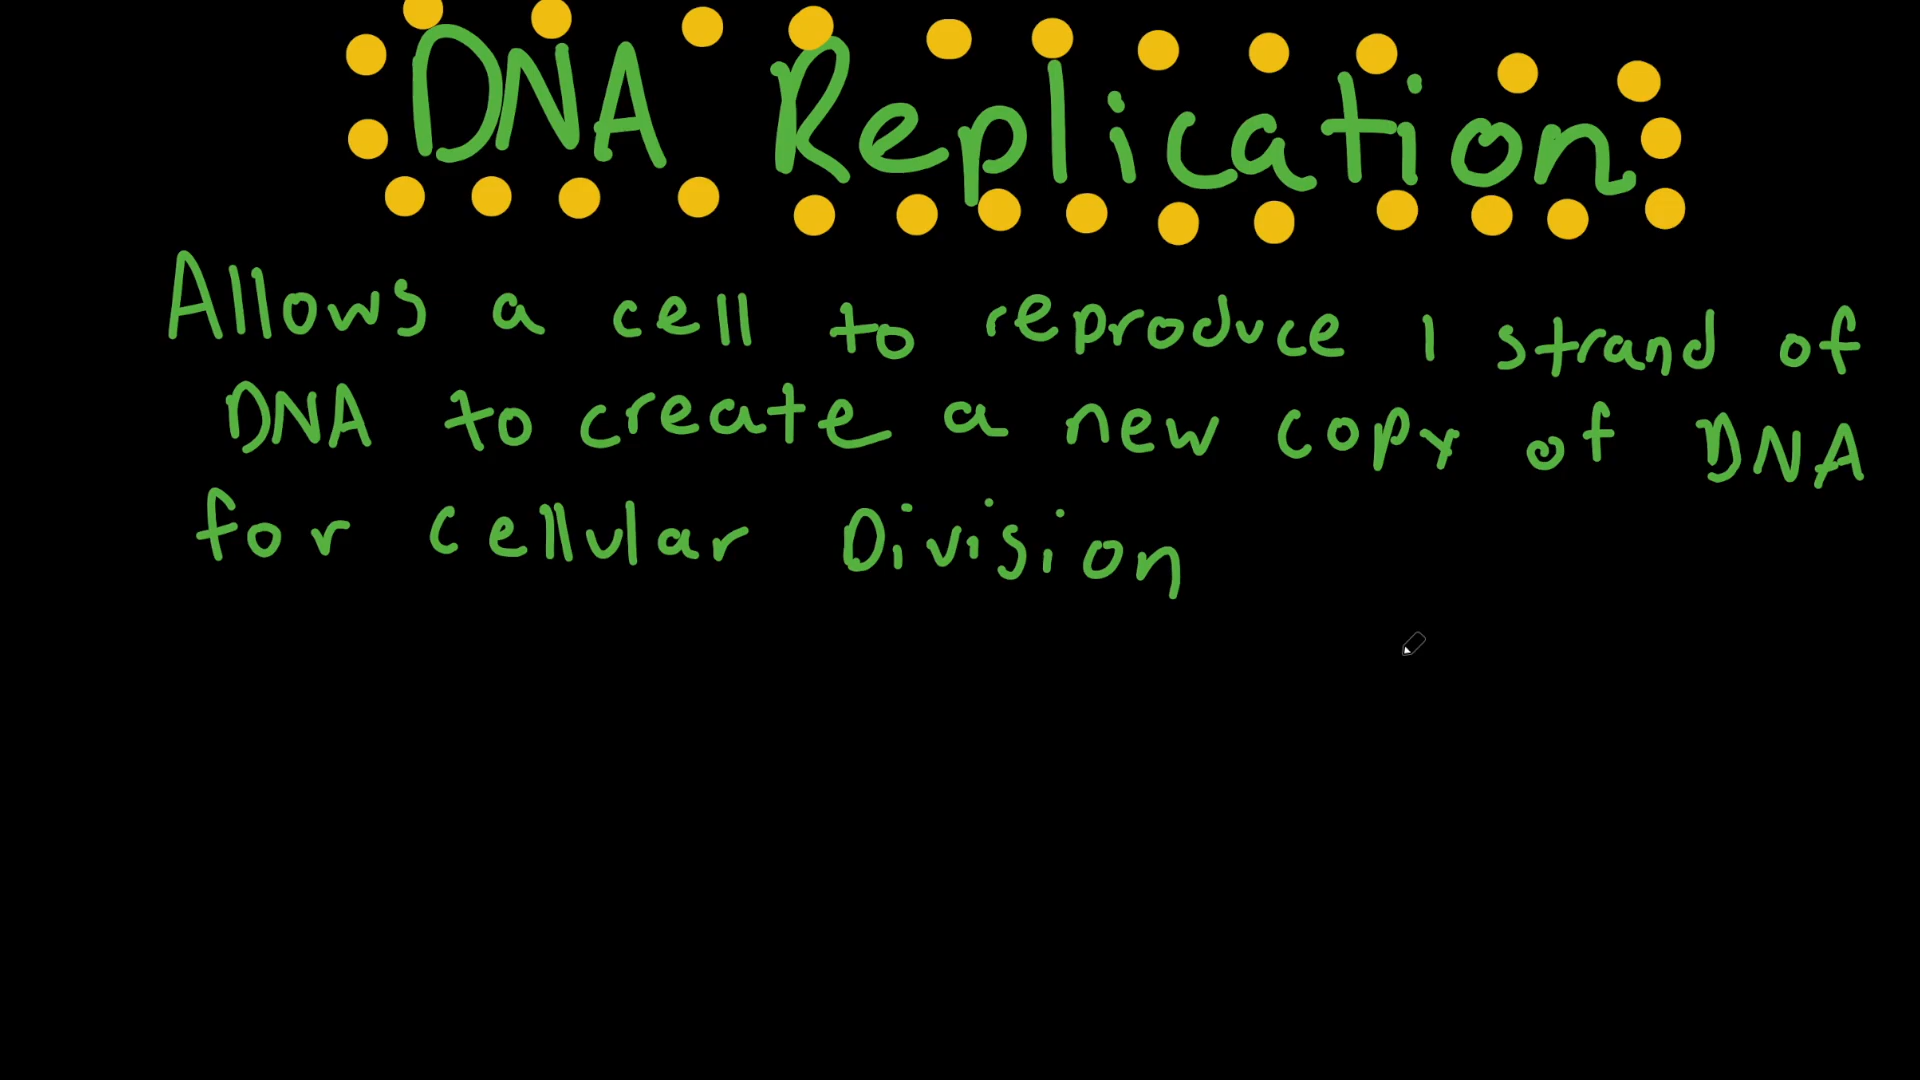 DNA Replication
Allows a cell to reproduce 1 strand of
DNA to create a new copy of DNA
for cellular Division